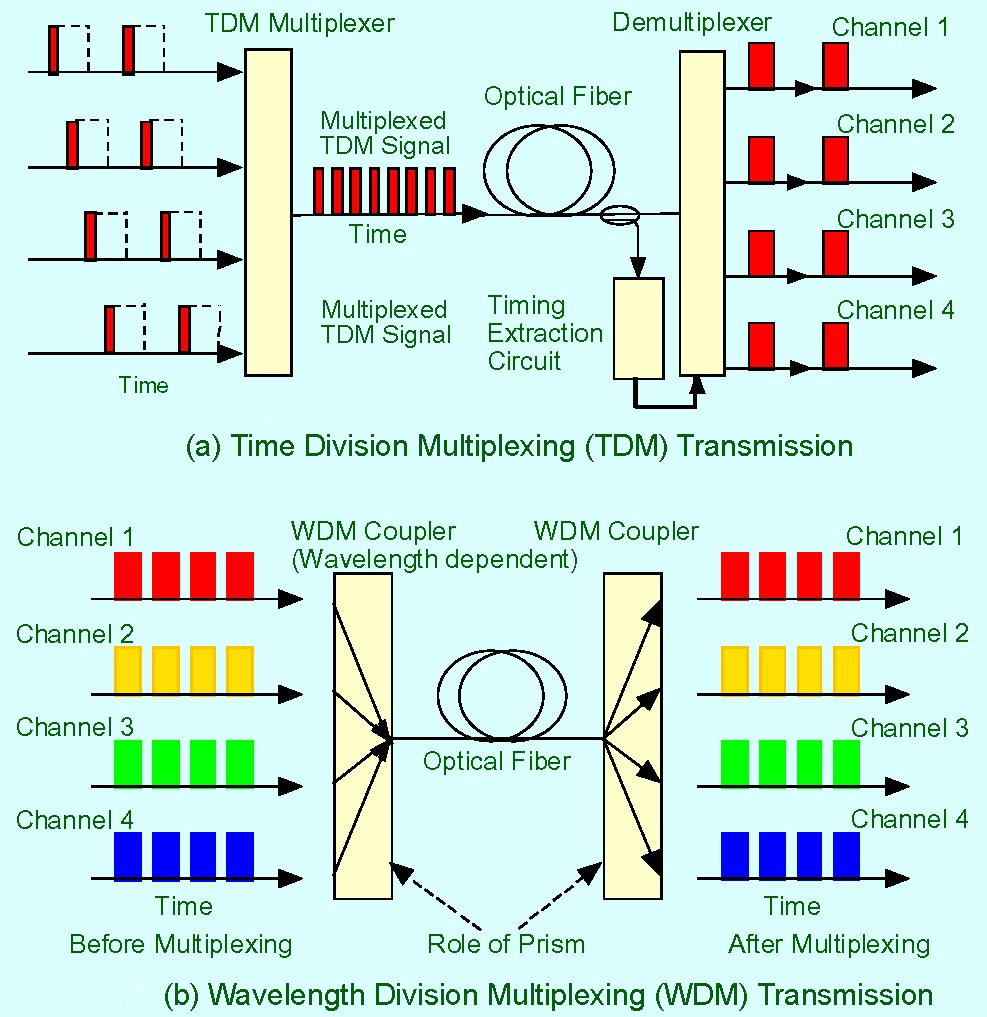 TDM Multiplexer
Demultiplexer
Channel 1
Optical Fiber
Multiplexed
TDM Signal
Channel 2
Time
Channel 3
Multiplexed
TDM Signal
Timing
Extraction
Circuit
Channel 4
Time
(a) Time Division Multiplexing (TDM) Transmission
Channel 1
WDM Coupler
(Wavelength dependent)
WDM Coupler
Channel 1
Channel 2
Channel 2
Channel 3
Optical Fiber
Channel 3
Channel 4
Channel 4
Time
Time
Before Multiplexing
Role of Prism
After Multiplexing
(b) Wavelength Division Multiplexing (WDM) Transmission